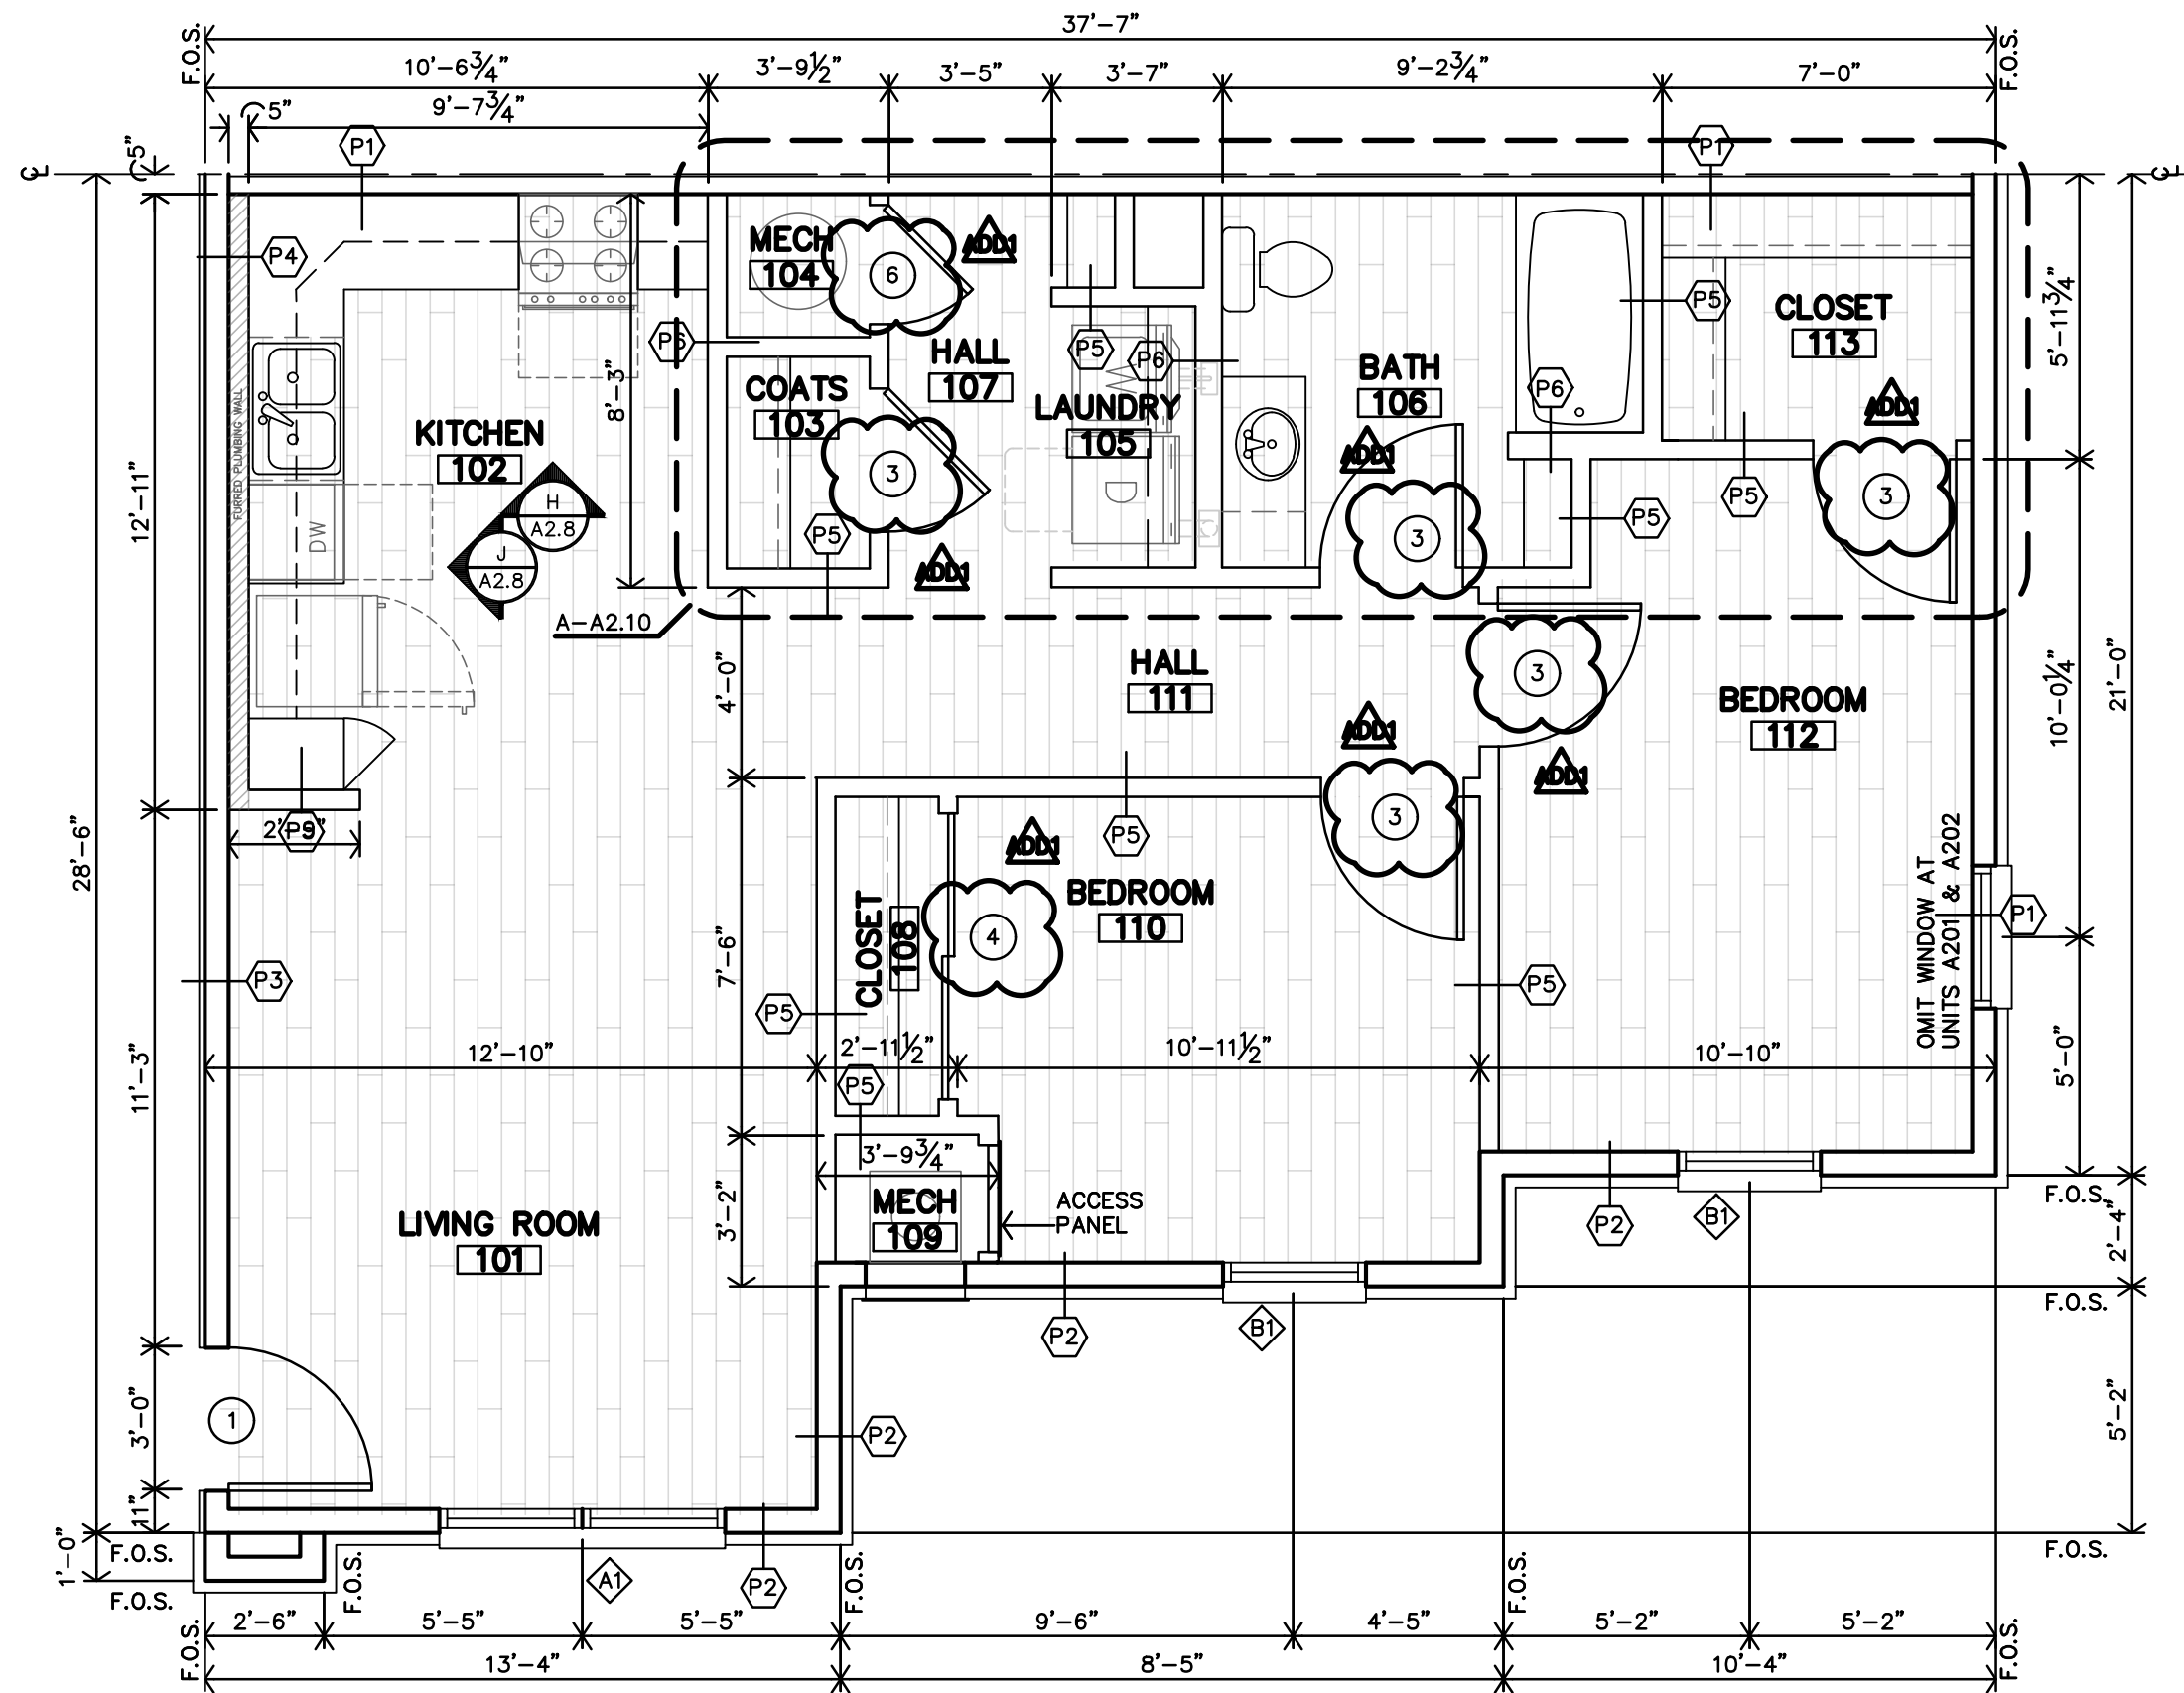 37'-7"
F.O.S.
F.O.S.
10'-6 3/4"
3'-9 1/2"
3'-5"
3'-7"
9'-2 3/4"
7'-0"
5"
9'-7 3/4"
5"
CL
CL
P1
P1
P4
MECH
104
6
ADD1
P5
CLOSET
113
5'-11 3/4"
P6
HALL
107
P5
P6
BATH
106
P6
8'-3"
COATS
103
LAUNDRY
105
ADD1
ADD1
FURRED PLUMBING WALL
KITCHEN
102
3
3
3
P5
P5
12'-11"
DW
H
A2.8
J
A2.8
P5
ADD1
A-A2.10
HALL
111
4'-0"
3
BEDROOM
112
10'-0 1/4"
21'-0"
ADD1
ADD1
28'-6"
2'-9"
P5
3
P5
ADD1
CLOSET
108
4
BEDROOM
110
OMIT WINDOW AT
UNITS A201 & A202
P1
P3
7'-6"
P5
P5
12'-10"
2'-11 1/2"
10'-11 1/2"
10'-10"
11'-3"
5'-0"
P5
3'-9 3/4"
MECH
109
ACCESS
PANEL
3'-2"
LIVING ROOM
101
P2
B1
F.O.S.
2'-4"
F.O.S.
P2
B1
3'-0"
1
P2
5'-2"
11"
1'-0"
F.O.S.
F.O.S.
F.O.S.
A1
P2
F.O.S.
F.O.S.
F.O.S.
2'-6"
5'-5"
5'-5"
9'-6"
4'-5"
5'-2"
5'-2"
F.O.S.
F.O.S.
13'-4"
8'-5"
10'-4"